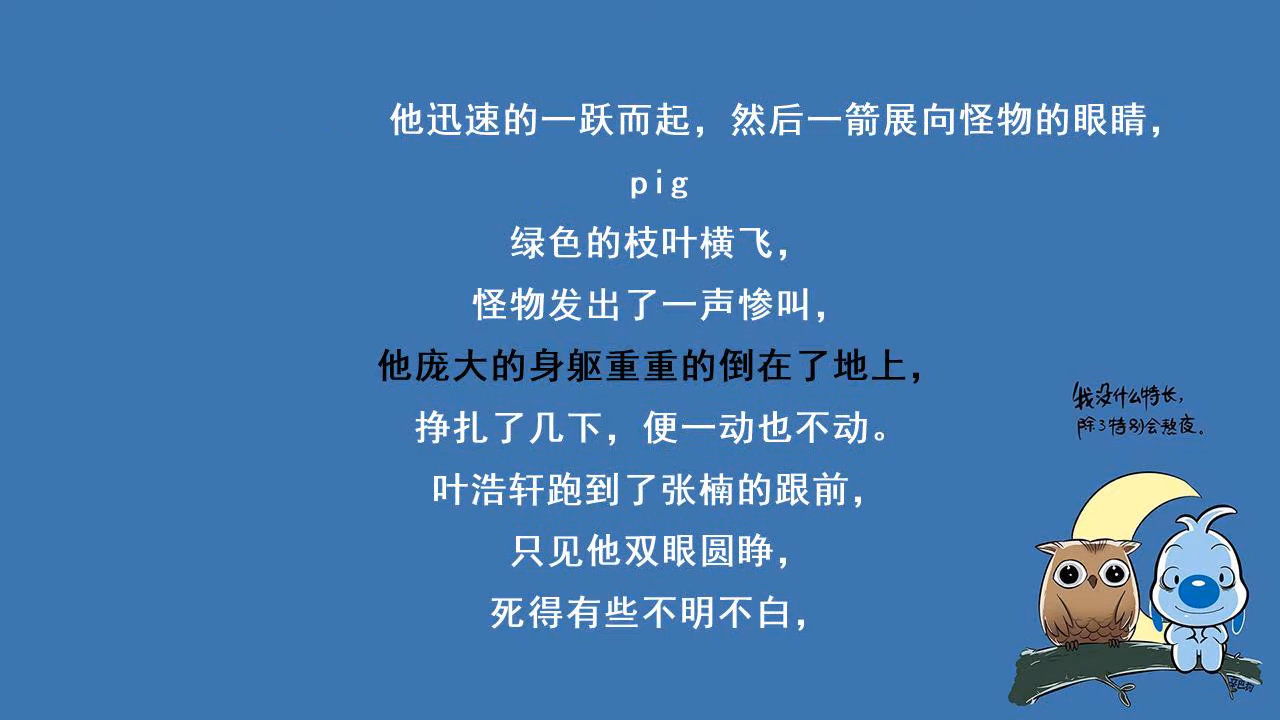 他迅速的一跃而起，然后一箭展向怪物的眼睛，
pig
绿色的枝叶横飞，
怪物发出了一声惨叫，
他庞大的身躯重重的倒在了地上，
挣扎了几下，便一动也不动。
叶浩轩跑到了张楠的跟前，
只见他双眼圆睁，
死得有些不明不白，
我没什么特长，
除了特别会熬夜。